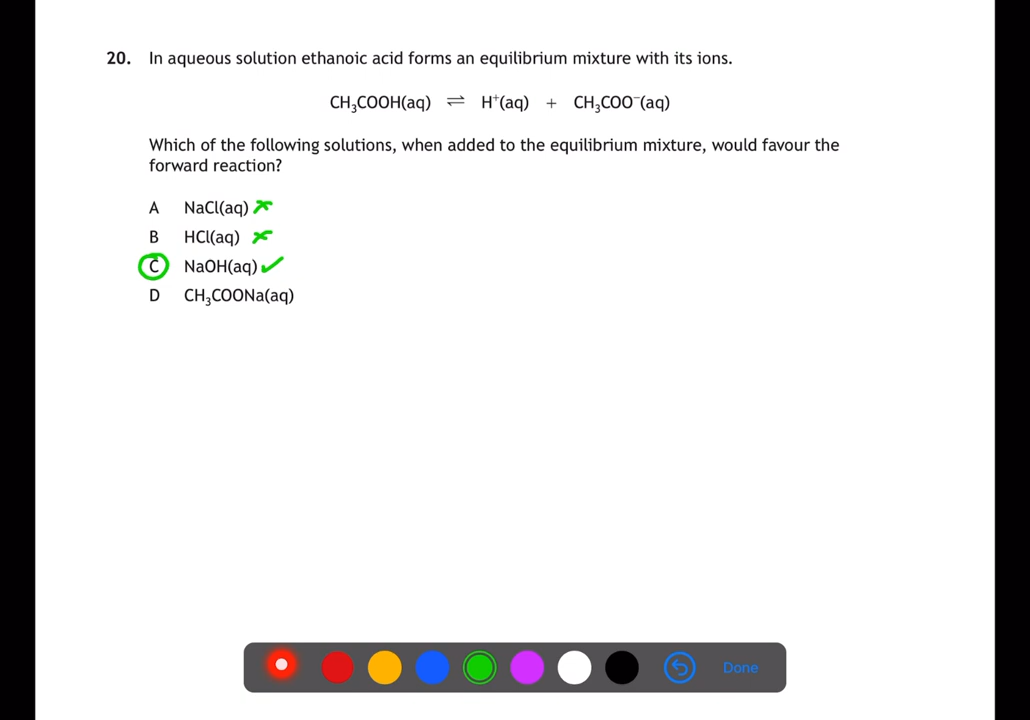 20. In aqueous solution ethanoic acid forms an equilibrium mixture with its ions.
CH₃COOH(aq) ⇌ H⁺(aq) + CH₃COO⁻(aq)
Which of the following solutions, when added to the equilibrium mixture, would favour the
forward reaction?
A NaCl(aq)
B HCl(aq)
C NaOH(aq)
D CH₃COONa(aq)
Done